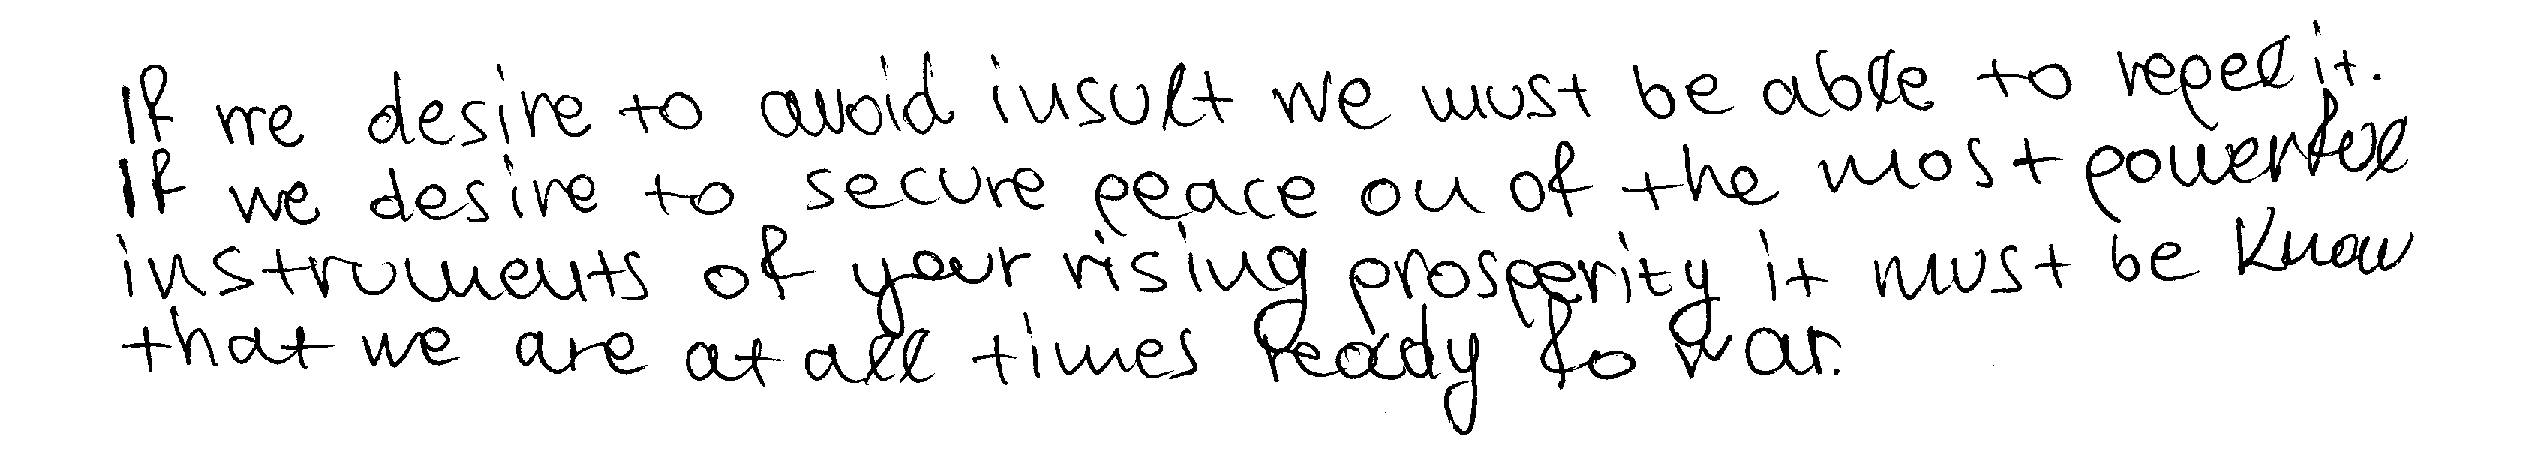 If we desire to avoid insult we must be able to repel it.
If we desire to secure peace on of the most powerful
instruments of your rising prosperity it must be know
that we are at all times ready fo war.